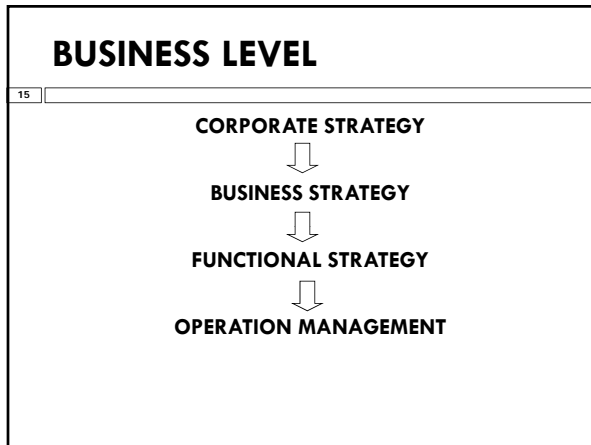 BUSINESS LEVEL
15
CORPORATE STRATEGY
BUSINESS STRATEGY
FUNCTIONAL STRATEGY
OPERATION MANAGEMENT